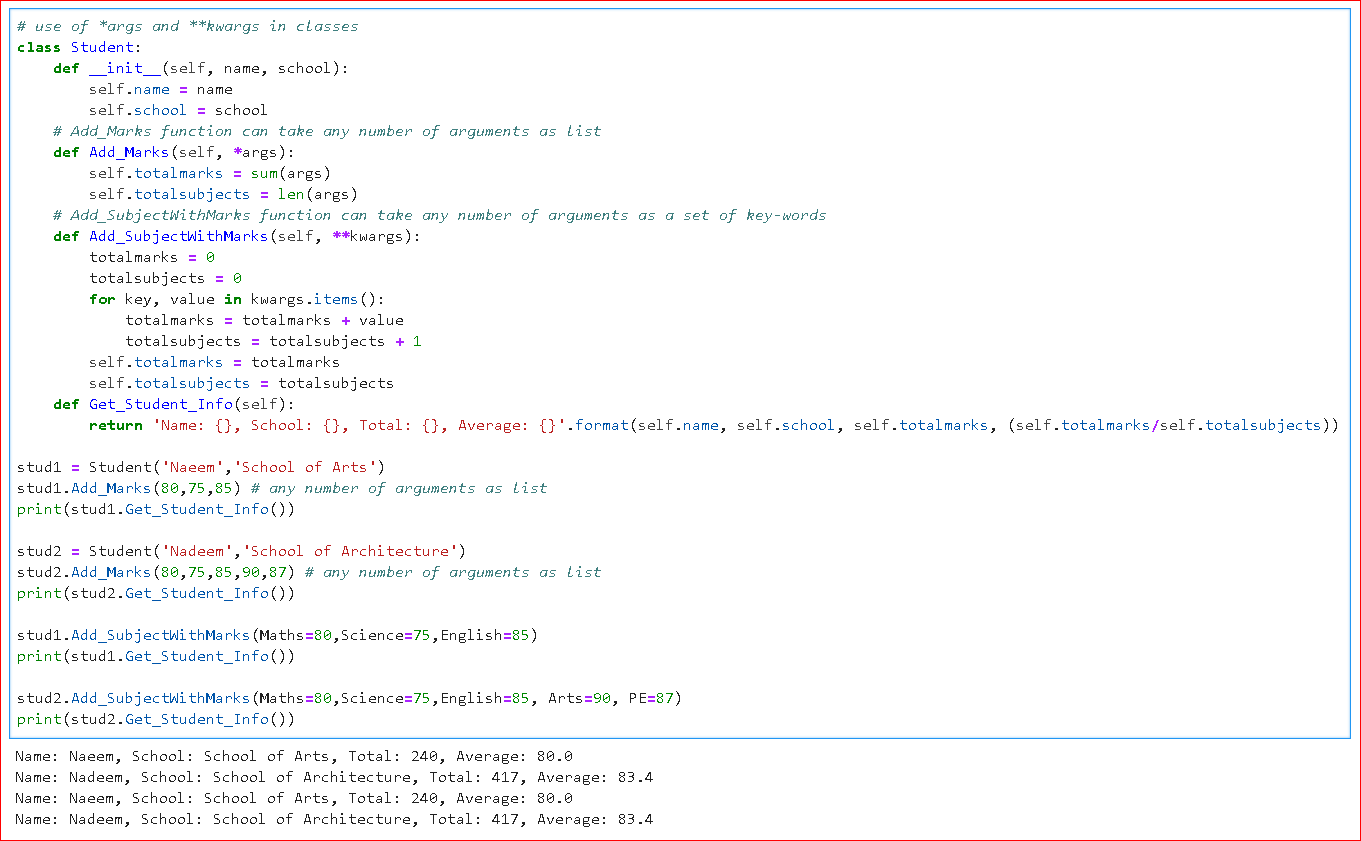 # use of *args and **kwargs in classes
class Student:
    def __init__(self, name, school):
        self.name = name
        self.school = school
    # Add_Marks function can take any number of arguments as list
    def Add_Marks(self, *args):
        self.totalmarks = sum(args)
        self.totalsubjects = len(args)
    # Add_SubjectWithMarks function can take any number of arguments as a set of key-words
    def Add_SubjectWithMarks(self, **kwargs):
        totalmarks = 0
        totalsubjects = 0
        for key, value in kwargs.items():
            totalmarks = totalmarks + value
            totalsubjects = totalsubjects + 1
        self.totalmarks = totalmarks
        self.totalsubjects = totalsubjects
    def Get_Student_Info(self):
        return 'Name: {}, School: {}, Total: {}, Average: {}'.format(self.name, self.school, self.totalmarks, (self.totalmarks/self.totalsubjects))

stud1 = Student('Naeem','School of Arts')
stud1.Add_Marks(80,75,85) # any number of arguments as list
print(stud1.Get_Student_Info())

stud2 = Student('Nadeem','School of Architecture')
stud2.Add_Marks(80,75,85,90,87) # any number of arguments as list
print(stud2.Get_Student_Info())

stud1.Add_SubjectWithMarks(Maths=80,Science=75,English=85)
print(stud1.Get_Student_Info())

stud2.Add_SubjectWithMarks(Maths=80,Science=75,English=85, Arts=90, PE=87)
print(stud2.Get_Student_Info())
Name: Naeem, School: School of Arts, Total: 240, Average: 80.0
Name: Nadeem, School: School of Architecture, Total: 417, Average: 83.4
Name: Naeem, School: School of Arts, Total: 240, Average: 80.0
Name: Nadeem, School: School of Architecture, Total: 417, Average: 83.4